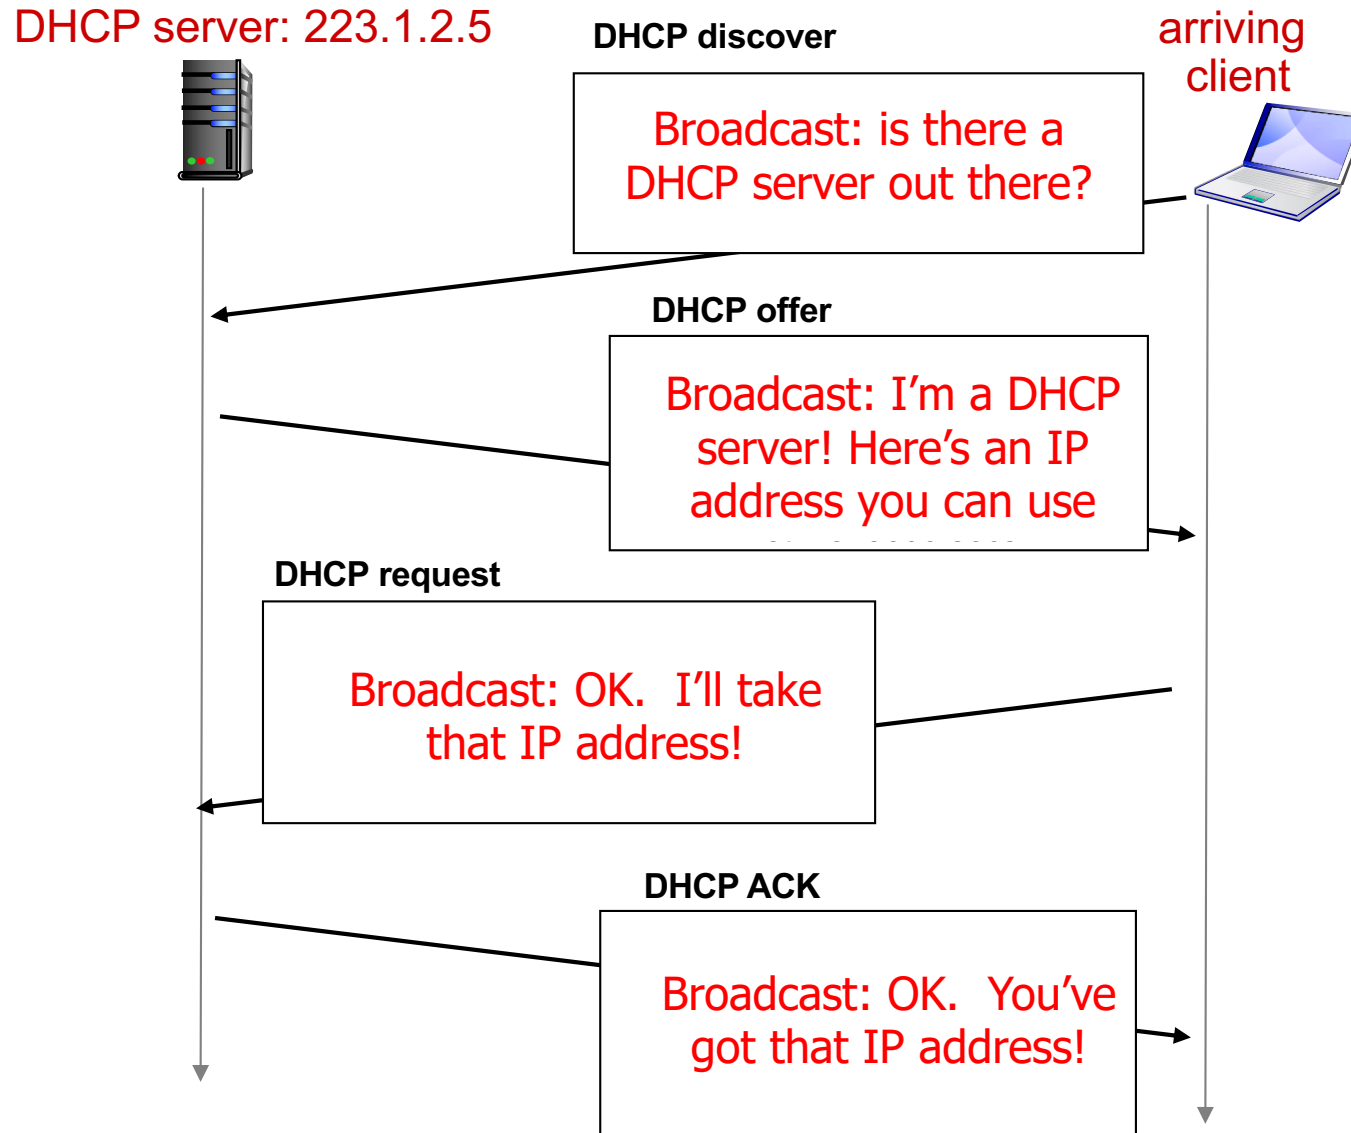 DHCP server: 223.1.2.5
DHCP discover
arriving
client
Broadcast: is there a
DHCP server out there?
DHCP offer
Broadcast: I’m a DHCP
server! Here’s an IP
address you can use
DHCP request
Broadcast: OK.  I’ll take
that IP address!
DHCP ACK
Broadcast: OK.  You’ve
got that IP address!